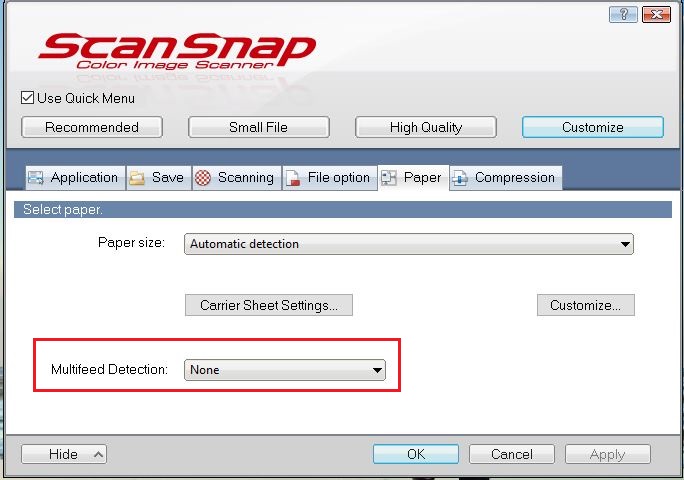 ScanSnap
Color Image Scanner
Use Quick Menu
Recommended
Small File
High Quality
Customize
Application
Save
Scanning
File option
Paper
Compression
Select paper.
Paper size:
Automatic detection
Carrier Sheet Settings...
Customize...
Multifeed Detection:
None
Hide
OK
Cancel
Apply